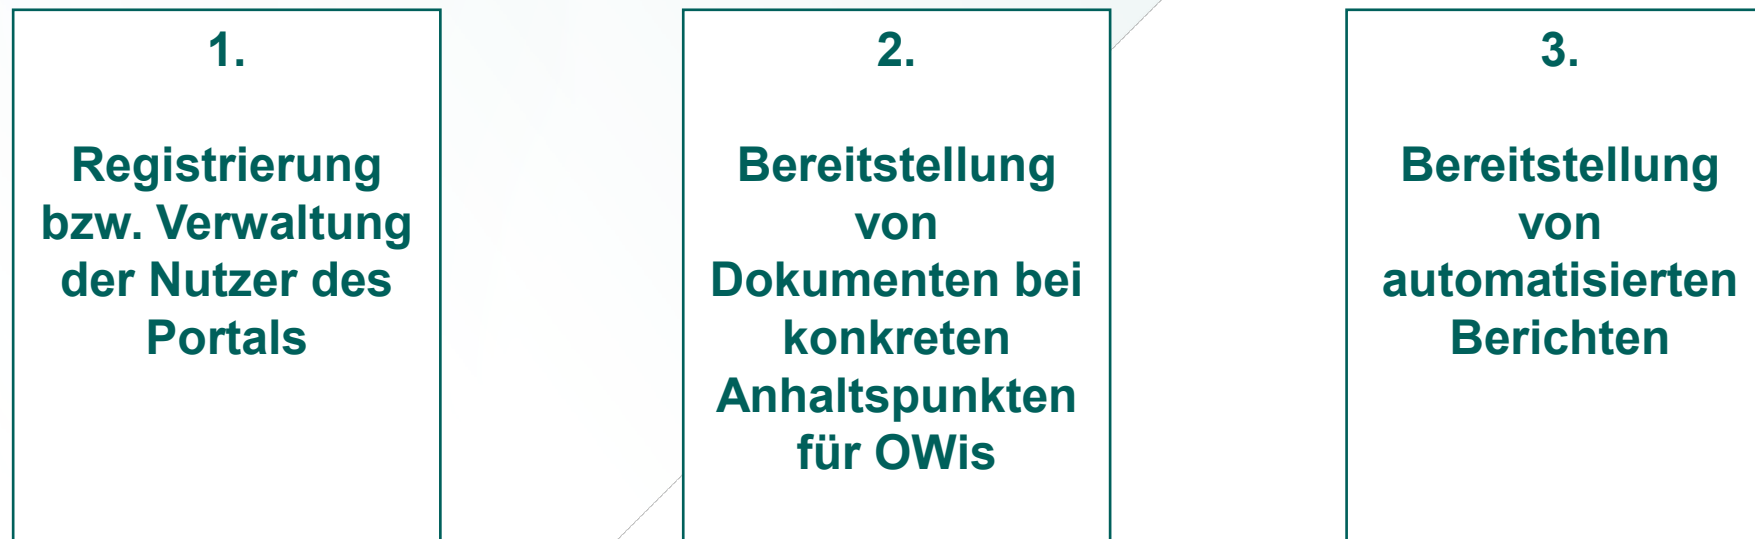 1.
Registrierung
bzw. Verwaltung
der Nutzer des
Portals
2.
Bereitstellung
von
Dokumenten bei
konkreten
Anhaltspunkten
für OWis
3.
Bereitstellung
von
automatisierten
Berichten